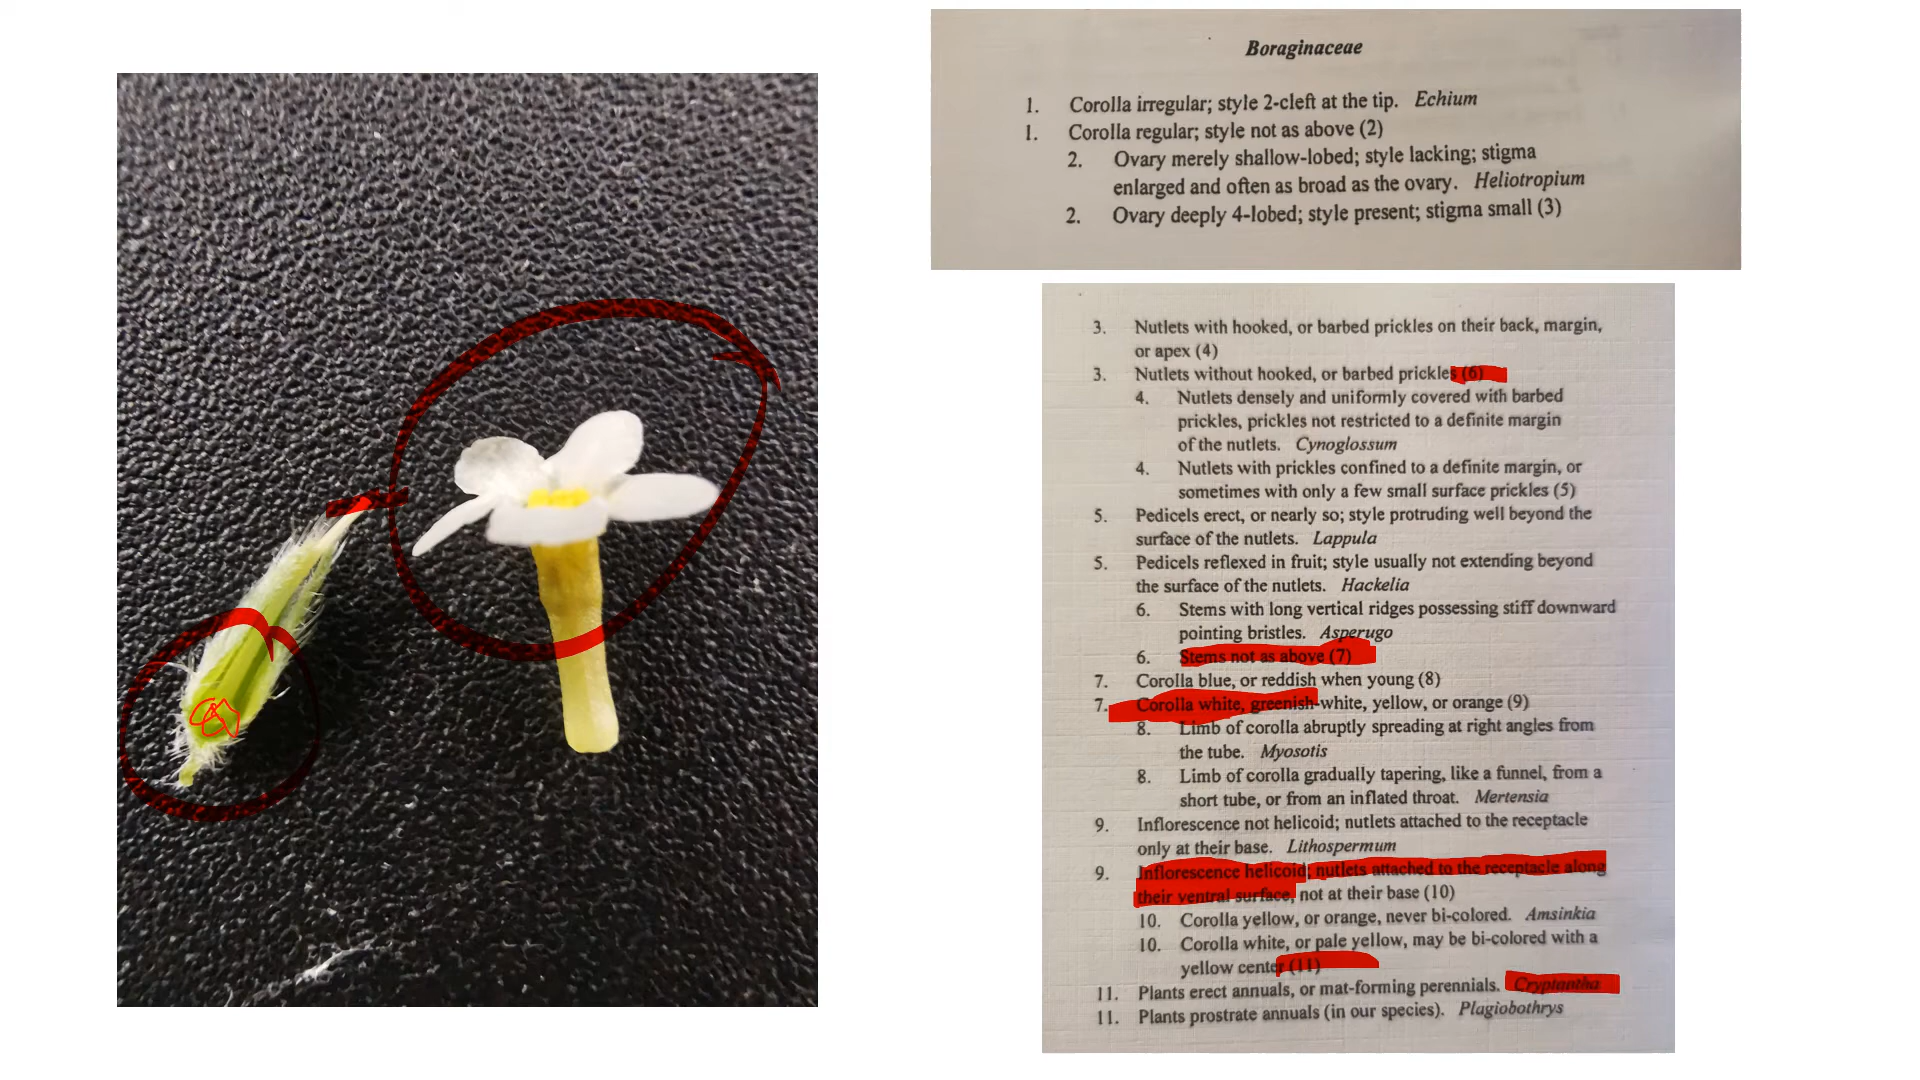 Boraginaceae
1. Corolla irregular; style 2-cleft at the tip. Echium
1. Corolla regular; style not as above (2)
2. Ovary merely shallow-lobed; style lacking; stigma
enlarged and often as broad as the ovary. Heliotropium
2. Ovary deeply 4-lobed; style present; stigma small (3)
3. Nutlets with hooked, or barbed prickles on their back, margin,
or apex (4)
3. Nutlets without hooked, or barbed prickles (6)
4. Nutlets densely and uniformly covered with barbed
prickles, prickles not restricted to a definite margin
of the nutlets. Cynoglossum
4. Nutlets with prickles confined to a definite margin, or
sometimes with only a few small surface prickles (5)
5. Pedicels erect, or nearly so; style protruding well beyond the
surface of the nutlets. Lappula
5. Pedicels reflexed in fruit; style usually not extending beyond
the surface of the nutlets. Hackelia
6. Stems with long vertical ridges possessing stiff downward
pointing bristles. Asperugo
6. Stems not as above (7)
7. Corolla blue, or reddish when young (8)
7. Corolla white, greenish-white, yellow, or orange (9)
8. Limb of corolla abruptly spreading at right angles from
the tube. Myosotis
8. Limb of corolla gradually tapering, like a funnel, from a
short tube, or from an inflated throat. Mertensia
9. Inflorescence not helicoid; nutlets attached to the receptacle
only at their base. Lithospermum
9. Inflorescence helicoid; nutlets attached to the receptacle along
their ventral surface, not at their base (10)
10. Corolla yellow, or orange, never bi-colored. Amsinkia
10. Corolla white, or pale yellow, may be bi-colored with a
yellow center (11)
11. Plants erect annuals, or mat-forming perennials. Cryptantha
11. Plants prostrate annuals (in our species). Plagiobothrys